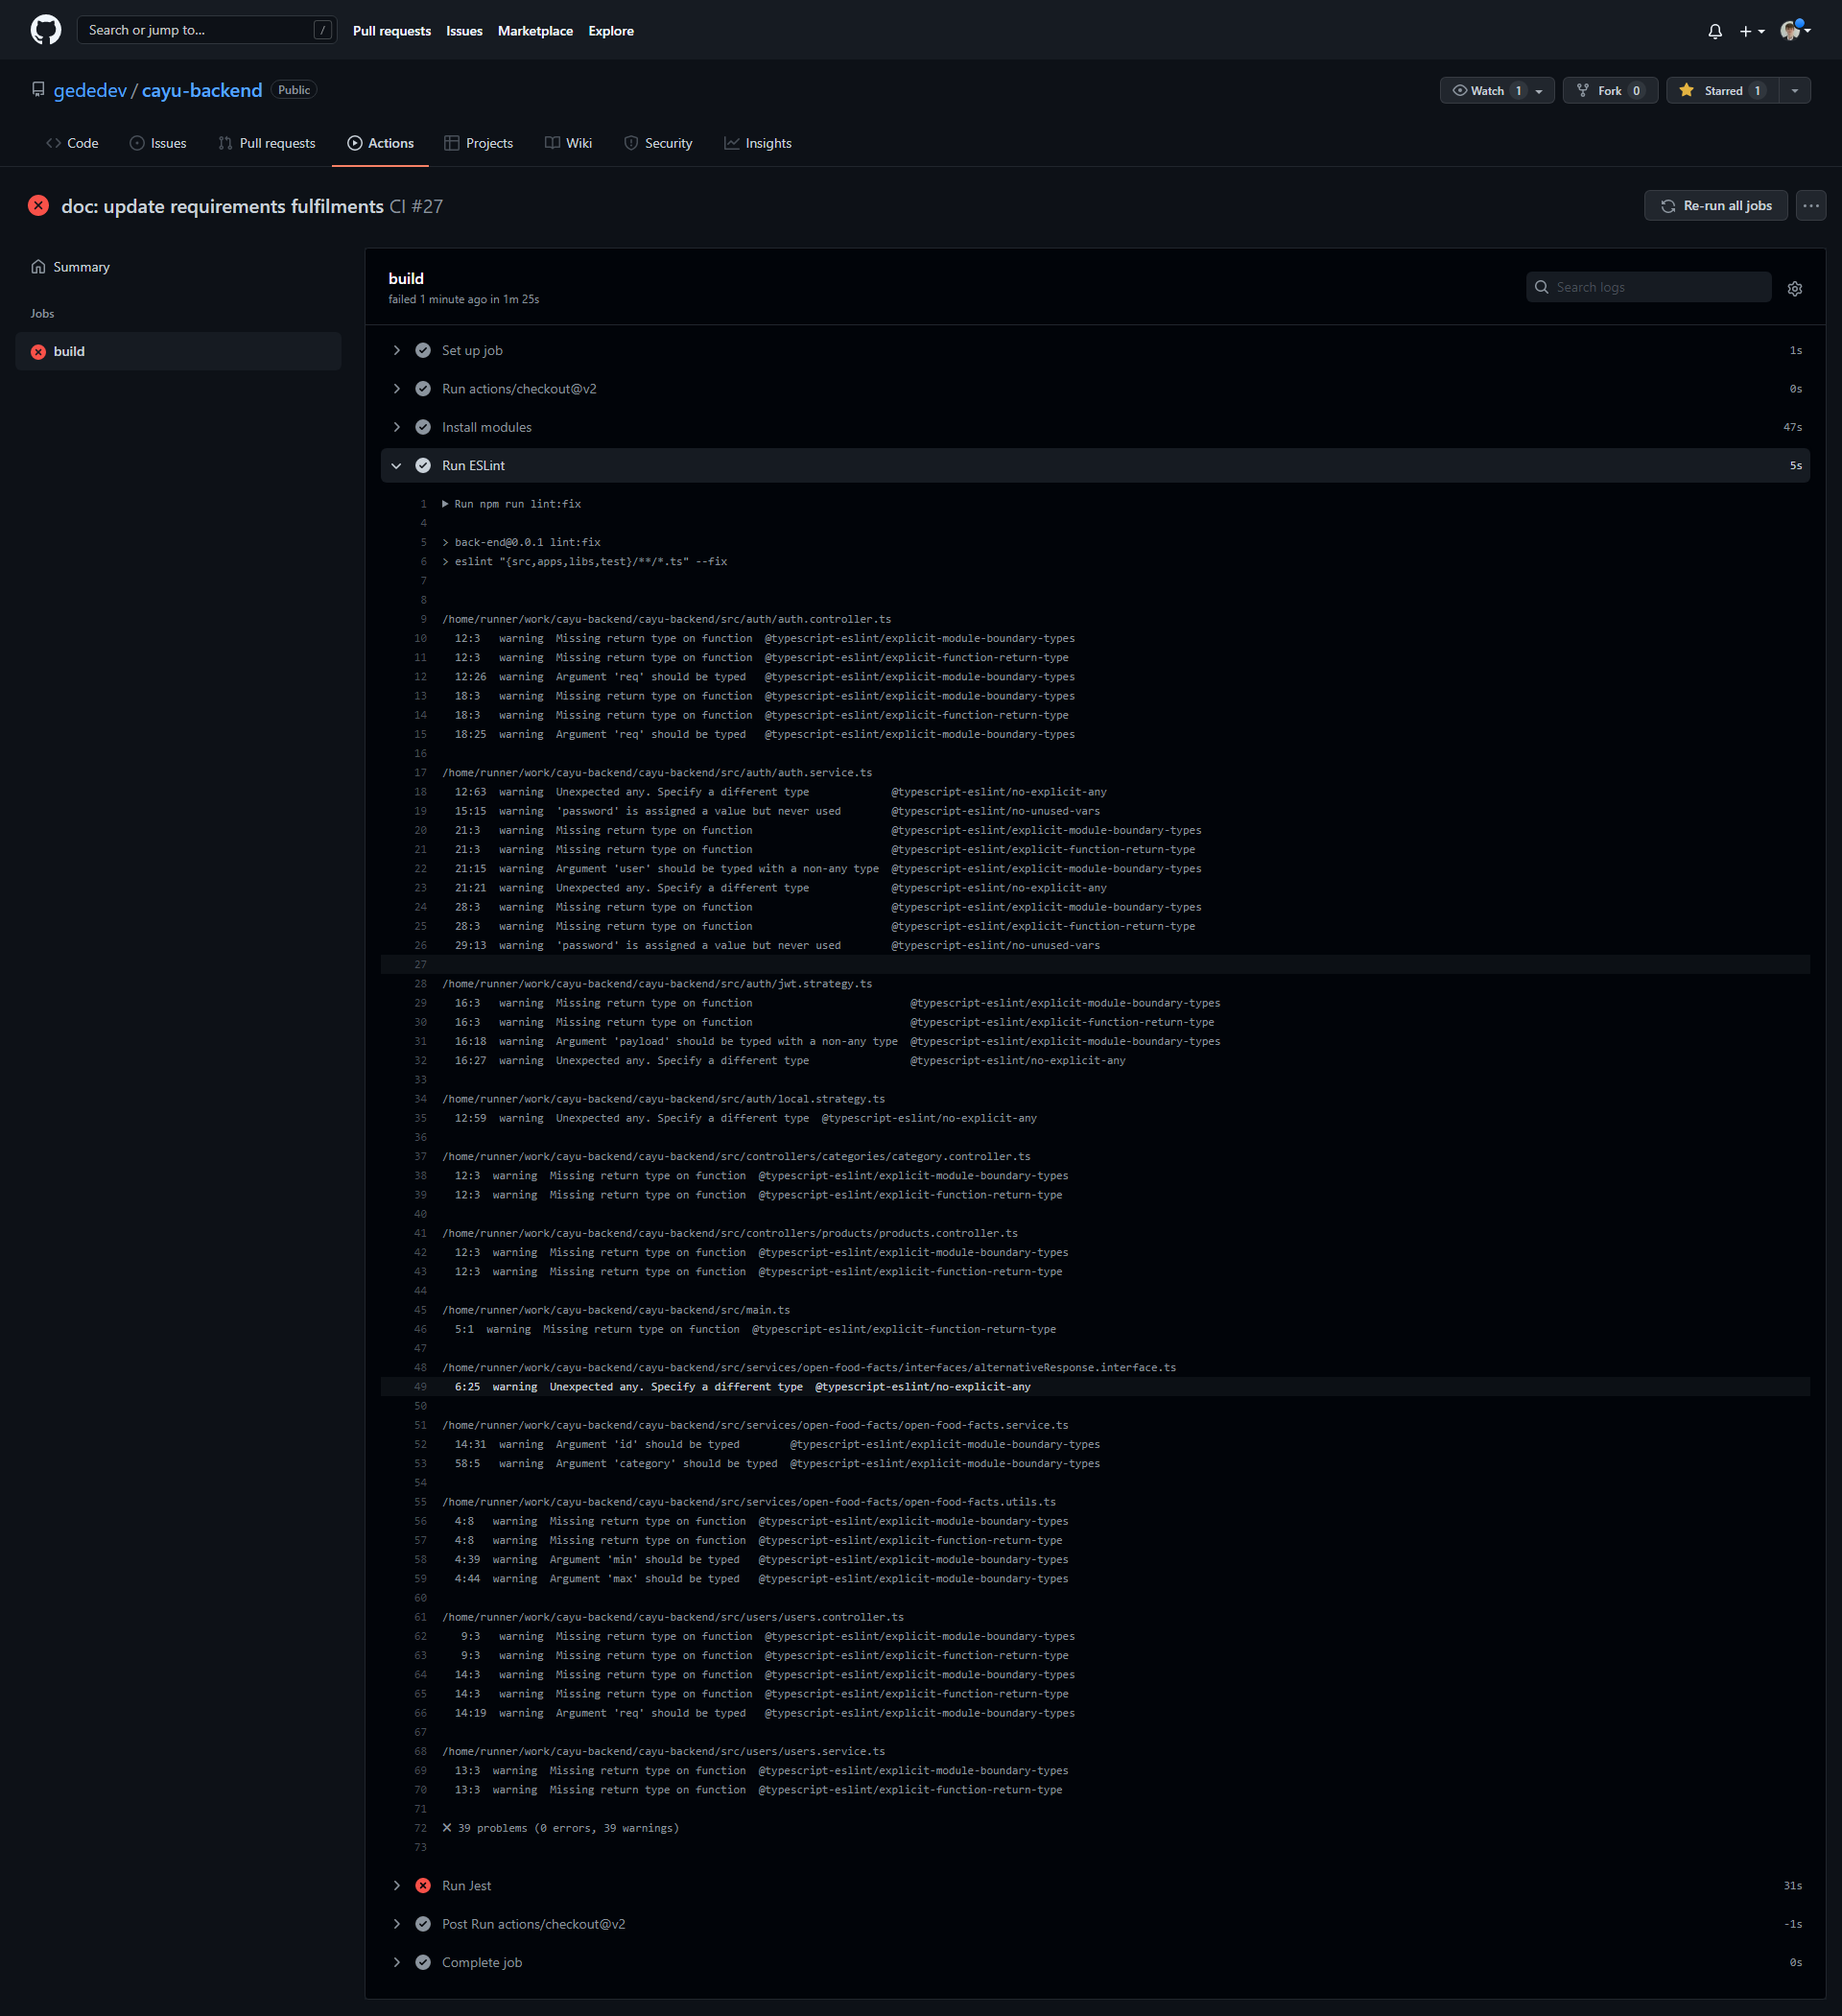 Search or jump to... /
Pull requests Issues Marketplace Explore
gededev / cayu-backend Public
Watch 1 Fork 0 Starred 1
Code Issues Pull requests Actions Projects Wiki Security Insights
doc: update requirements fulfilments CI #27
Re-run all jobs
Summary
Jobs
build
build
failed 1 minute ago in 1m 25s
Search logs
Set up job 1s
Run actions/checkout@v2 0s
Install modules 47s
Run ESLint 5s
1 Run npm run lint:fix
4
5 > back-end@0.0.1 lint:fix
6 > eslint "{src,apps,libs,test}/**/*.ts" --fix
7
8
9 /home/runner/work/cayu-backend/cayu-backend/src/auth/auth.controller.ts
10 12:3 warning Missing return type on function @typescript-eslint/explicit-module-boundary-types
11 12:3 warning Missing return type on function @typescript-eslint/explicit-function-return-type
12 12:26 warning Argument 'req' should be typed @typescript-eslint/explicit-module-boundary-types
13 18:3 warning Missing return type on function @typescript-eslint/explicit-module-boundary-types
14 18:3 warning Missing return type on function @typescript-eslint/explicit-function-return-type
15 18:25 warning Argument 'req' should be typed @typescript-eslint/explicit-module-boundary-types
16
17 /home/runner/work/cayu-backend/cayu-backend/src/auth/auth.service.ts
18 12:63 warning Unexpected any. Specify a different type @typescript-eslint/no-explicit-any
19 15:15 warning 'password' is assigned a value but never used @typescript-eslint/no-unused-vars
20 21:3 warning Missing return type on function @typescript-eslint/explicit-module-boundary-types
21 21:3 warning Missing return type on function @typescript-eslint/explicit-function-return-type
22 21:15 warning Argument 'user' should be typed with a non-any type @typescript-eslint/explicit-module-boundary-types
23 21:21 warning Unexpected any. Specify a different type @typescript-eslint/no-explicit-any
24 28:3 warning Missing return type on function @typescript-eslint/explicit-module-boundary-types
25 28:3 warning Missing return type on function @typescript-eslint/explicit-function-return-type
26 29:13 warning 'password' is assigned a value but never used @typescript-eslint/no-unused-vars
27
28 /home/runner/work/cayu-backend/cayu-backend/src/auth/jwt.strategy.ts
29 16:3 warning Missing return type on function @typescript-eslint/explicit-module-boundary-types
30 16:3 warning Missing return type on function @typescript-eslint/explicit-function-return-type
31 16:18 warning Argument 'payload' should be typed with a non-any type @typescript-eslint/explicit-module-boundary-types
32 16:27 warning Unexpected any. Specify a different type @typescript-eslint/no-explicit-any
33
34 /home/runner/work/cayu-backend/cayu-backend/src/auth/local.strategy.ts
35 12:59 warning Unexpected any. Specify a different type @typescript-eslint/no-explicit-any
36
37 /home/runner/work/cayu-backend/cayu-backend/src/controllers/categories/category.controller.ts
38 12:3 warning Missing return type on function @typescript-eslint/explicit-module-boundary-types
39 12:3 warning Missing return type on function @typescript-eslint/explicit-function-return-type
40
41 /home/runner/work/cayu-backend/cayu-backend/src/controllers/products/products.controller.ts
42 12:3 warning Missing return type on function @typescript-eslint/explicit-module-boundary-types
43 12:3 warning Missing return type on function @typescript-eslint/explicit-function-return-type
44
45 /home/runner/work/cayu-backend/cayu-backend/src/main.ts
46 5:1 warning Missing return type on function @typescript-eslint/explicit-function-return-type
47
48 /home/runner/work/cayu-backend/cayu-backend/src/services/open-food-facts/interfaces/alternativeResponse.interface.ts
49 6:25 warning Unexpected any. Specify a different type @typescript-eslint/no-explicit-any
50
51 /home/runner/work/cayu-backend/cayu-backend/src/services/open-food-facts/open-food-facts.service.ts
52 14:31 warning Argument 'id' should be typed @typescript-eslint/explicit-module-boundary-types
53 58:5 warning Argument 'category' should be typed @typescript-eslint/explicit-module-boundary-types
54
55 /home/runner/work/cayu-backend/cayu-backend/src/services/open-food-facts/open-food-facts.utils.ts
56 4:8 warning Missing return type on function @typescript-eslint/explicit-module-boundary-types
57 4:8 warning Missing return type on function @typescript-eslint/explicit-function-return-type
58 4:39 warning Argument 'min' should be typed @typescript-eslint/explicit-module-boundary-types
59 4:44 warning Argument 'max' should be typed @typescript-eslint/explicit-module-boundary-types
60
61 /home/runner/work/cayu-backend/cayu-backend/src/users/users.controller.ts
62 9:3 warning Missing return type on function @typescript-eslint/explicit-module-boundary-types
63 9:3 warning Missing return type on function @typescript-eslint/explicit-function-return-type
64 14:3 warning Missing return type on function @typescript-eslint/explicit-module-boundary-types
65 14:3 warning Missing return type on function @typescript-eslint/explicit-function-return-type
66 14:19 warning Argument 'req' should be typed @typescript-eslint/explicit-module-boundary-types
67
68 /home/runner/work/cayu-backend/cayu-backend/src/users/users.service.ts
69 13:3 warning Missing return type on function @typescript-eslint/explicit-module-boundary-types
70 13:3 warning Missing return type on function @typescript-eslint/explicit-function-return-type
71
72 ✕ 39 problems (0 errors, 39 warnings)
73
Run Jest 31s
Post Run actions/checkout@v2 -1s
Complete job 0s